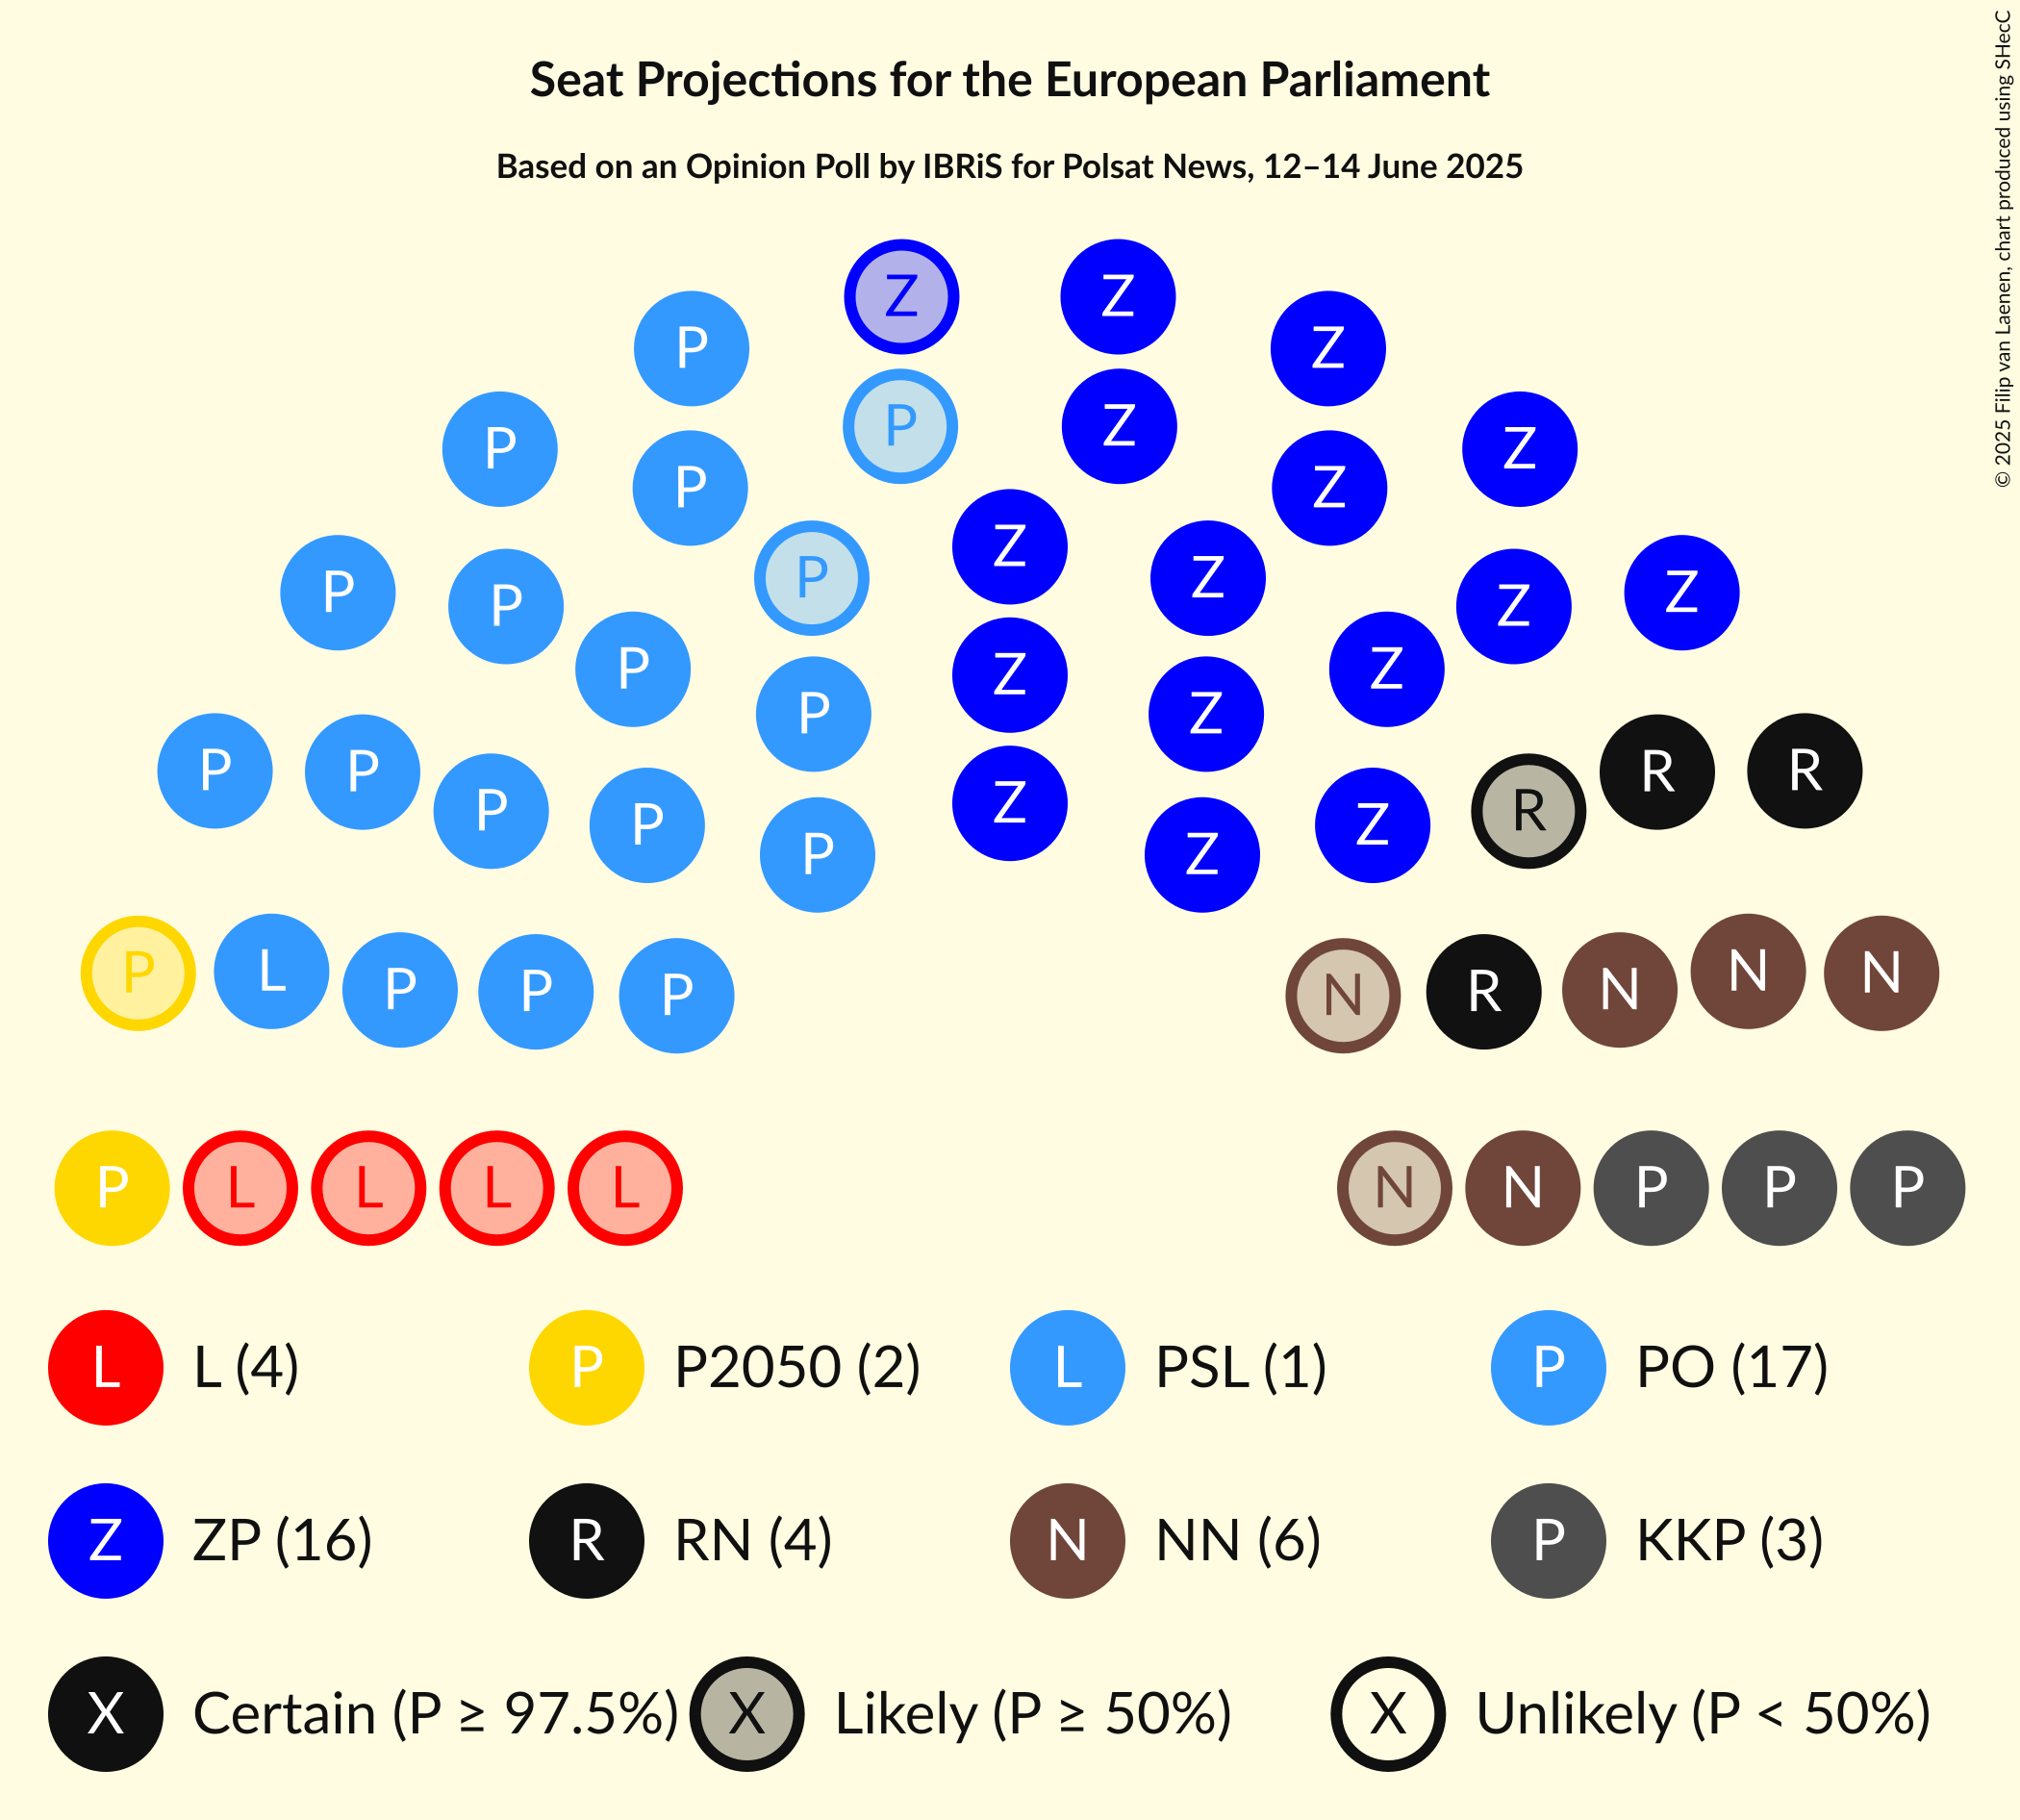 Seat Projections for the European Parliament
Based on an Opinion Poll by IBRiS for Polsat News, 12–14 June 2025
© 2025 Filip van Laenen, chart produced using SHecC
Z Z
P Z
P Z
P Z
P P Z Z
Z
P Z
P P Z Z
P Z
Z
P Z
P P R R
P R
Z
P Z
P Z
P L N N
P P P N R N
P L L L L N N P P P
L L (4) P P2050 (2) L PSL (1) P PO (17)
Z ZP (16) R RN (4) N NN (6) P KKP (3)
X Certain (P ≥ 97.5%) X Likely (P ≥ 50%) X Unlikely (P < 50%)